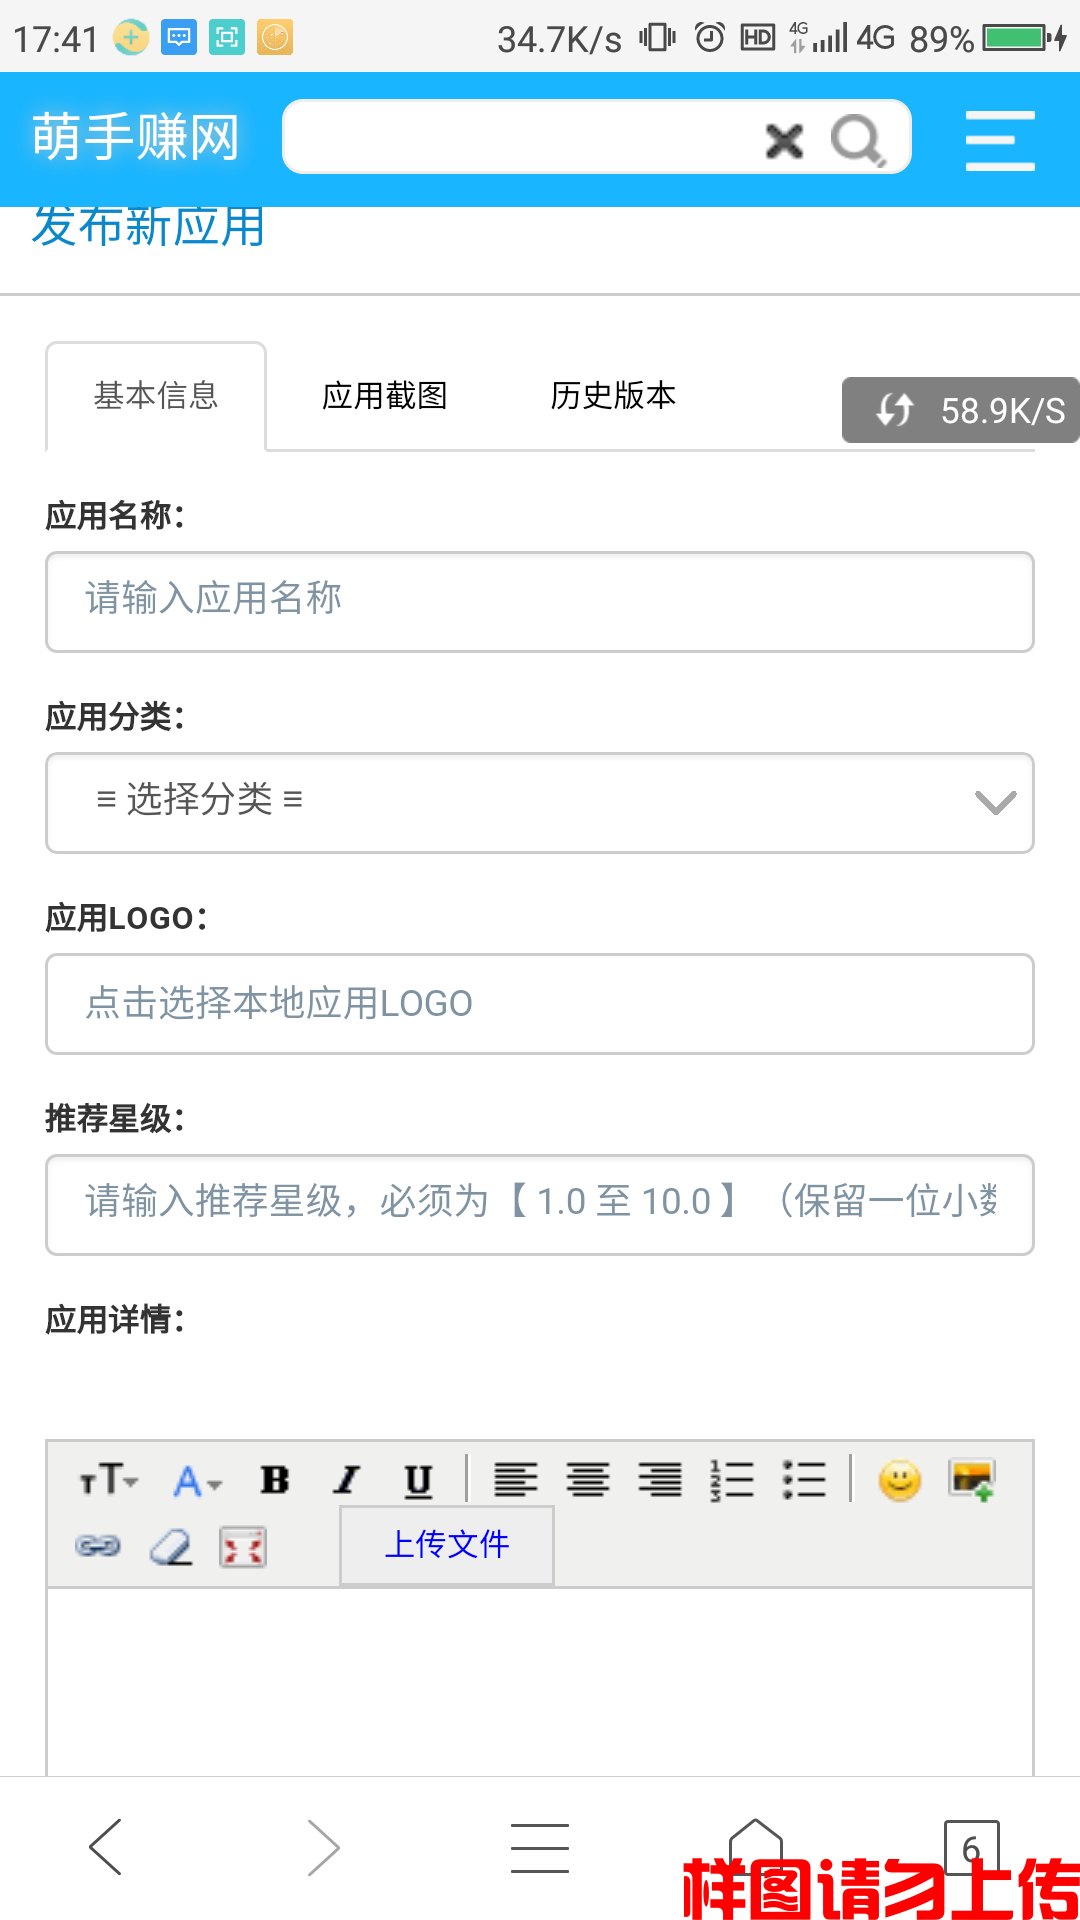 17:41 34.7K/s HD 4G 4G 89%
萌手赚网
发布新应用
基本信息 应用截图 历史版本
58.9K/S
应用名称：
请输入应用名称
应用分类：
≡ 选择分类 ≡
应用LOGO：
点击选择本地应用LOGO
推荐星级：
请输入推荐星级，必须为【 1.0 至 10.0 】（保留一位小数
应用详情：
TT A B I U
上传文件
6
样图请勿上传